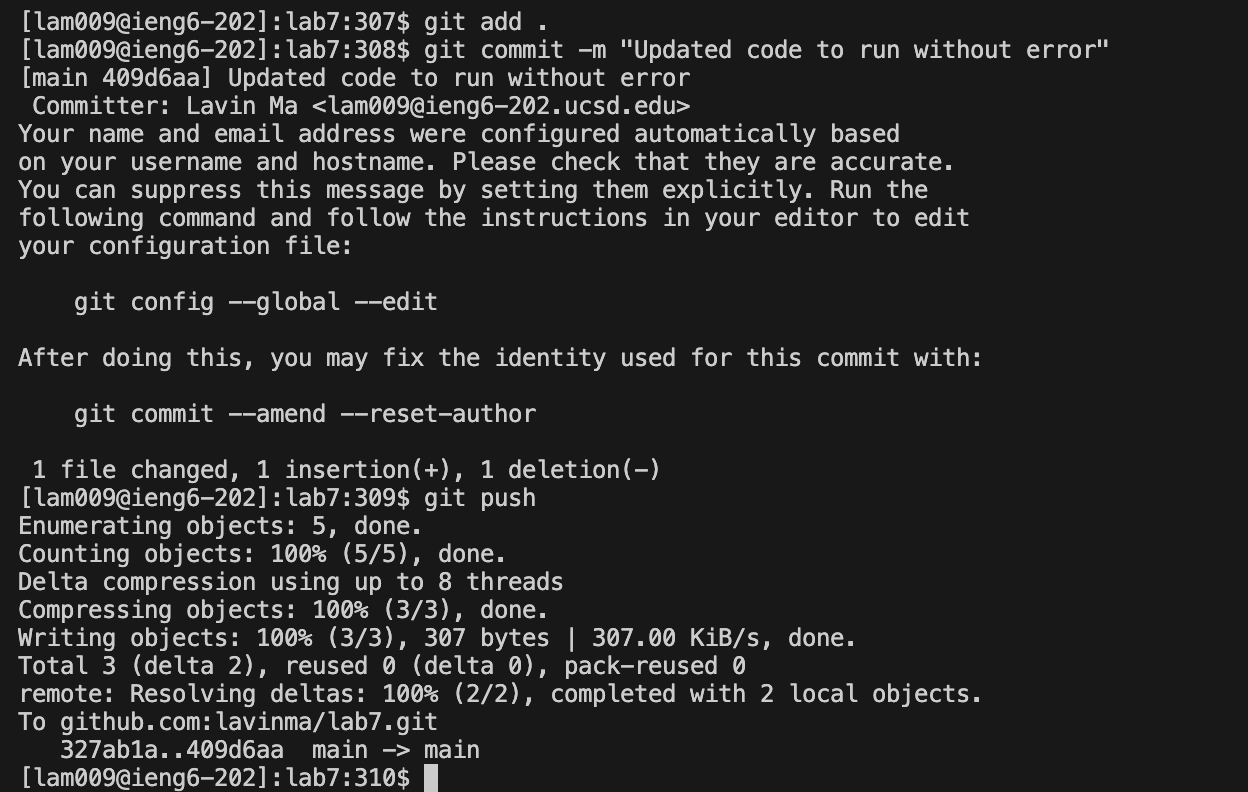 [lam009@ieng6-202]:lab7:307$ git add .
[lam009@ieng6-202]:lab7:308$ git commit -m "Updated code to run without error"
[main 409d6aa] Updated code to run without error
 Committer: Lavin Ma <lam009@ieng6-202.ucsd.edu>
Your name and email address were configured automatically based
on your username and hostname. Please check that they are accurate.
You can suppress this message by setting them explicitly. Run the
following command and follow the instructions in your editor to edit
your configuration file:

    git config --global --edit

After doing this, you may fix the identity used for this commit with:

    git commit --amend --reset-author

 1 file changed, 1 insertion(+), 1 deletion(-)
[lam009@ieng6-202]:lab7:309$ git push
Enumerating objects: 5, done.
Counting objects: 100% (5/5), done.
Delta compression using up to 8 threads
Compressing objects: 100% (3/3), done.
Writing objects: 100% (3/3), 307 bytes | 307.00 KiB/s, done.
Total 3 (delta 2), reused 0 (delta 0), pack-reused 0
remote: Resolving deltas: 100% (2/2), completed with 2 local objects.
To github.com:lavinma/lab7.git
   327ab1a..409d6aa  main -> main
[lam009@ieng6-202]:lab7:310$